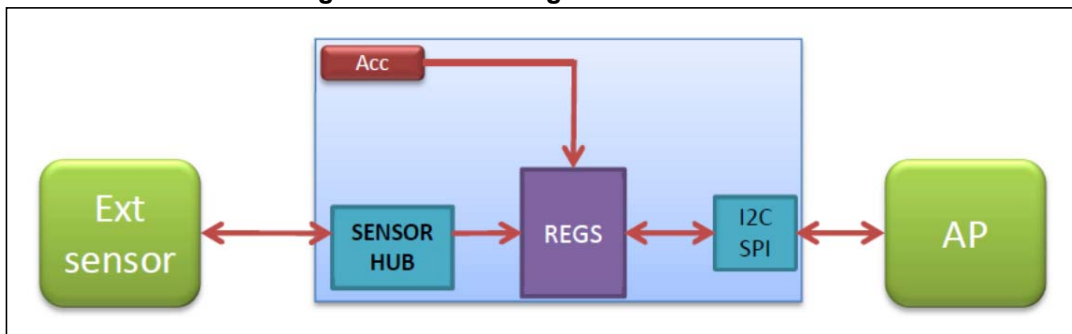 Acc
Ext
sensor
SENSOR
HUB
REGS
I2C
SPI
AP